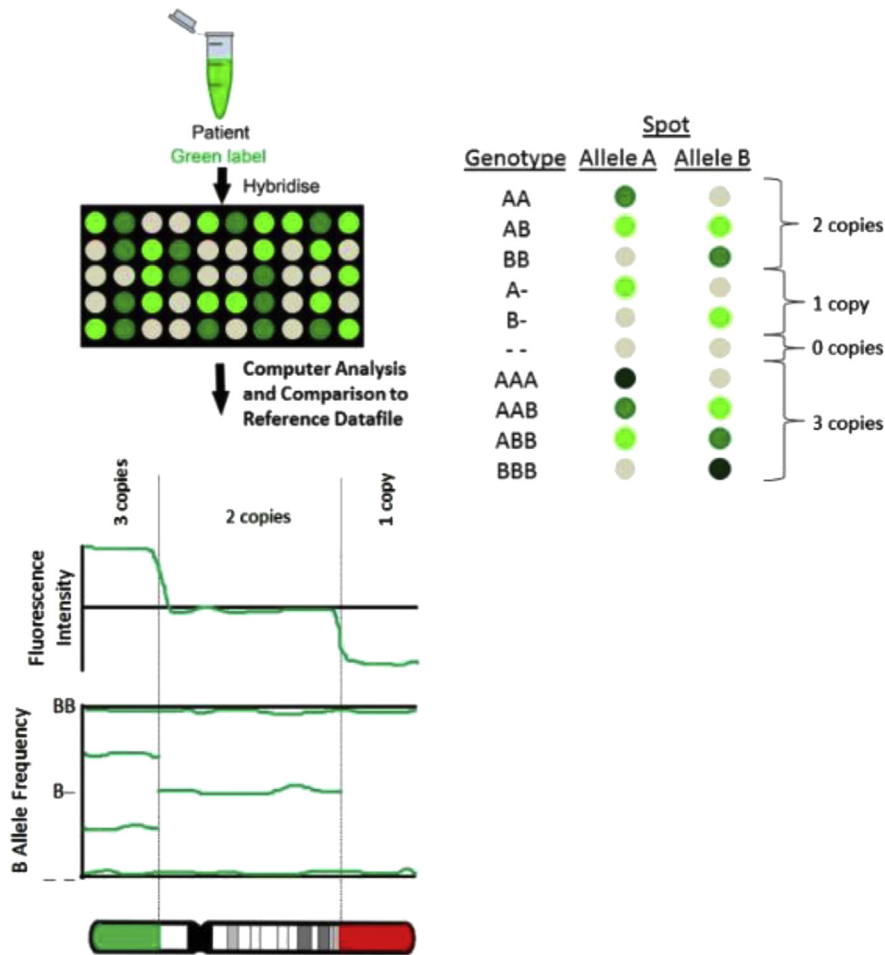 Patient
Green label
Hybridise
Computer Analysis
and Comparison to
Reference Datafile
Spot
Genotype Allele A Allele B
AA
AB
BB
A-
B-
- -
AAA
AAB
ABB
BBB
2 copies
1 copy
0 copies
3 copies
3 copies
2 copies
1 copy
Fluorescence
Intensity
B Allele Frequency
BB
B–
– –